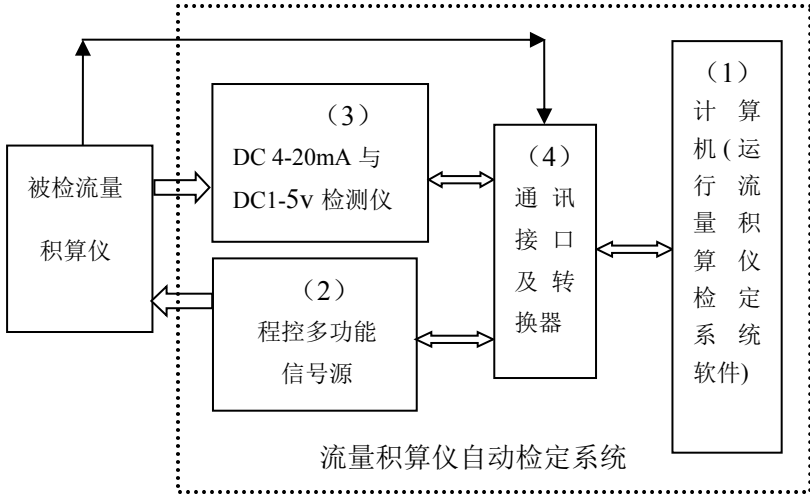 被检流量
积算仪
（3）
DC 4-20mA 与
DC1-5v 检测仪
（2）
程控多功能
信号源
（4）
通讯
接口
及转
换器
（1）
计算
机(运
行流
量积
算仪
检定
系统
软件)
流量积算仪自动检定系统